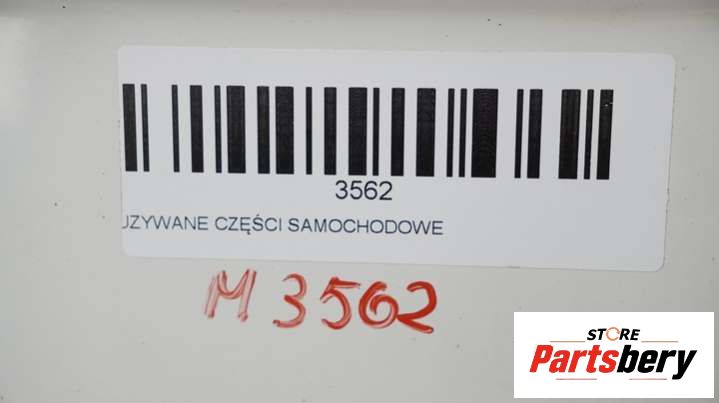 3562
UZYWANE CZĘŚCI SAMOCHODOWE
M 3562
STORE
Partsbery